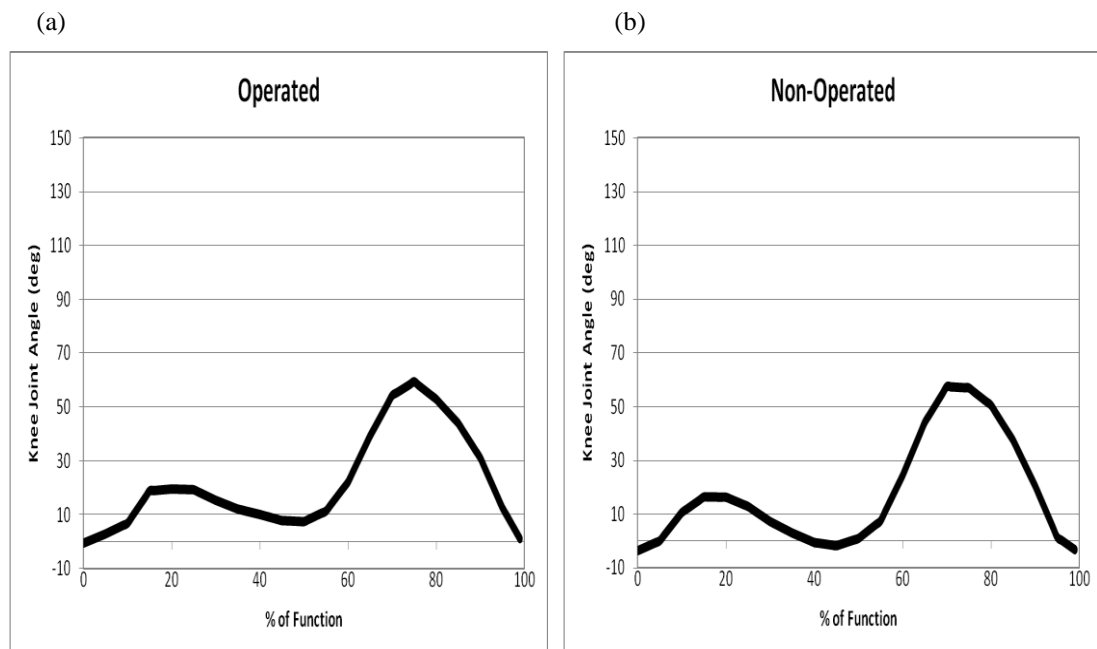 (a)
Operated
150
130
110
90
70
50
30
10
-10
Knee Joint Angle (deg)
0 20 40 60 80 100
% of Function
(b)
Non-Operated
150
130
110
90
70
50
30
10
-10
Knee Joint Angle (deg)
0 20 40 60 80 100
% of Function